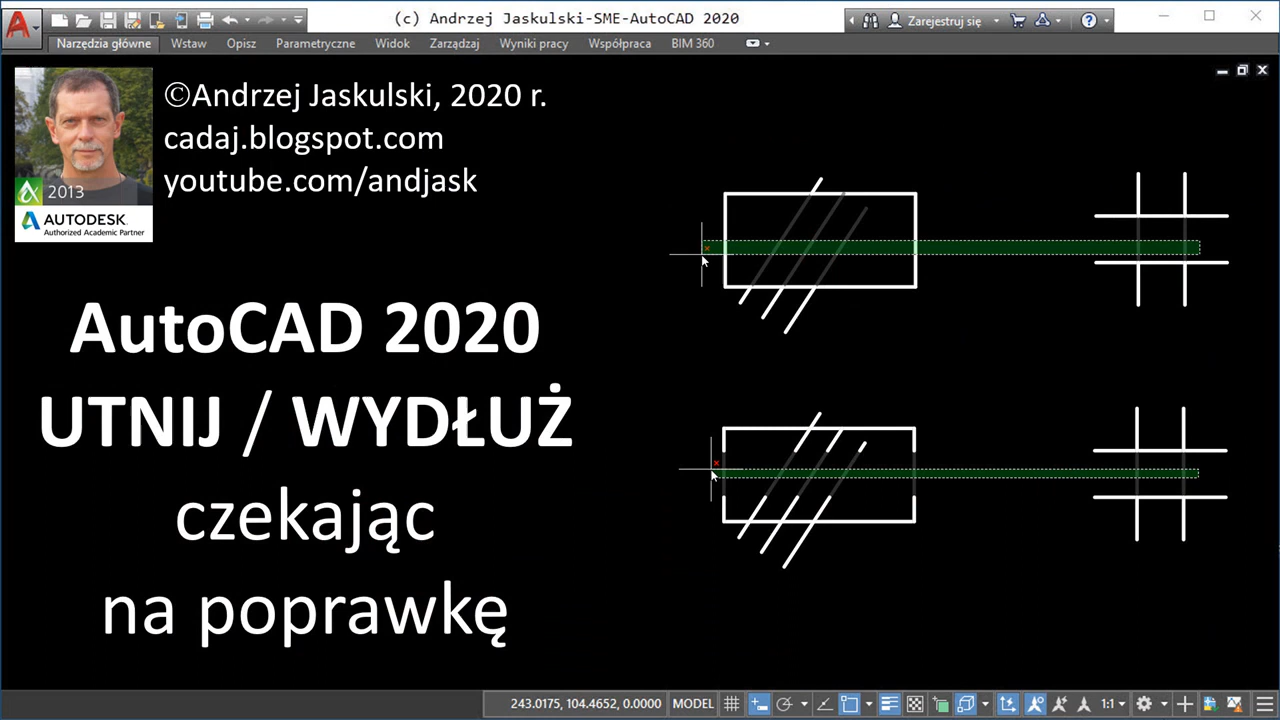 (c) Andrzej Jaskulski-SME-AutoCAD 2020
Zarejestruj się
Narzędzia główne Wstaw Opisz Parametryczne Widok Zarządzaj Wyniki pracy Współpraca BIM 360
©Andrzej Jaskulski, 2020 r.
cadaj.blogspot.com
youtube.com/andjask
2013
AUTODESK.
Authorized Academic Partner
AutoCAD 2020
UTNIJ / WYDŁUŻ
czekając
na poprawkę
243.0175, 104.4652, 0.0000 MODEL 1:1